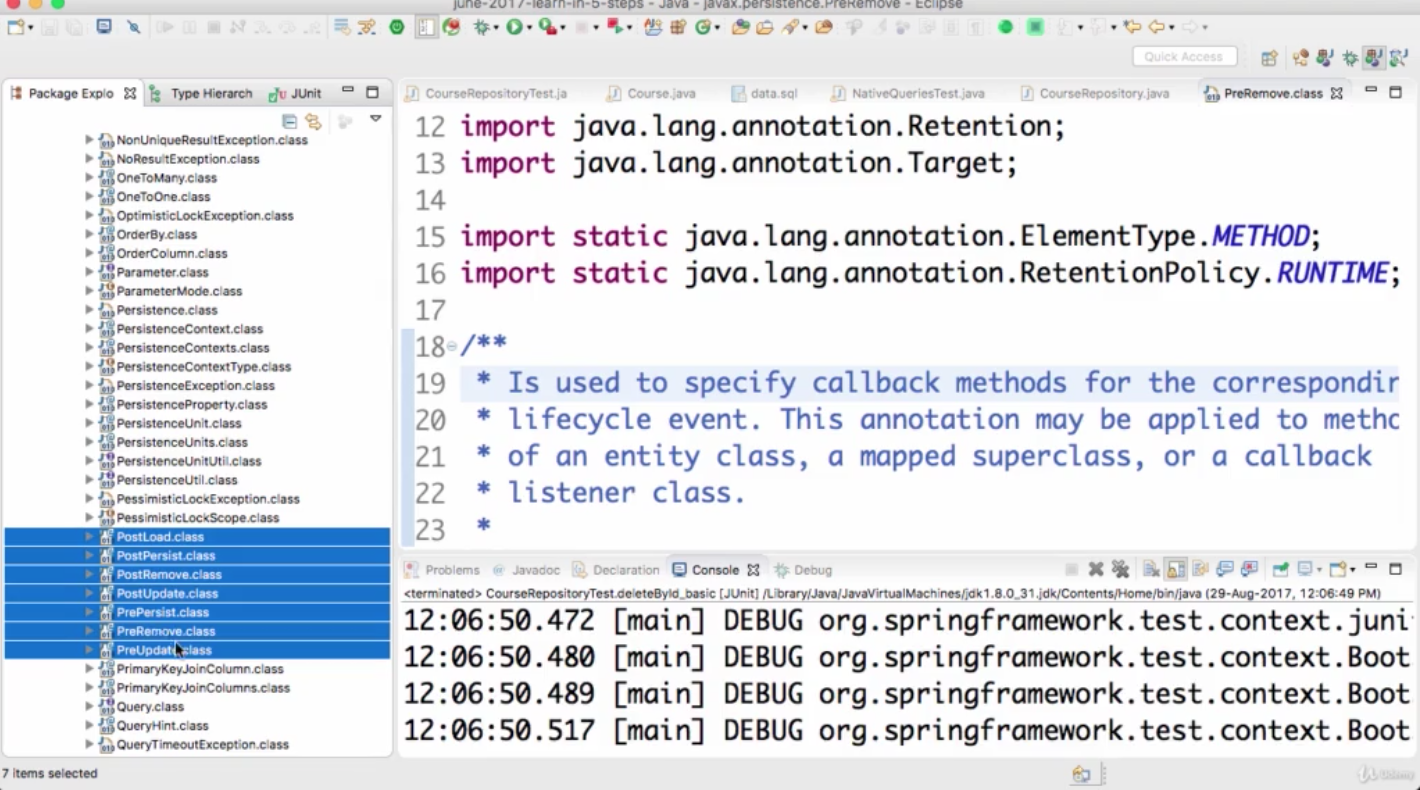 june-2017-learn-in-5-steps - Java - javax.persistence.PreRemove - Eclipse
Quick Access
Package Explo
Type Hierarch
JUnit
NonUniqueResultException.class
NoResultException.class
OneToMany.class
OneToOne.class
OptimisticLockException.class
OrderBy.class
OrderColumn.class
Parameter.class
ParameterMode.class
Persistence.class
PersistenceContext.class
PersistenceContexts.class
PersistenceContextType.class
PersistenceException.class
PersistenceProperty.class
PersistenceUnit.class
PersistenceUnits.class
PersistenceUnitUtil.class
PersistenceUtil.class
PessimisticLockException.class
PessimisticLockScope.class
PostLoad.class
PostPersist.class
PostRemove.class
PostUpdate.class
PrePersist.class
PreRemove.class
PreUpdate.class
PrimaryKeyJoinColumn.class
PrimaryKeyJoinColumns.class
Query.class
QueryHint.class
QueryTimeoutException.class
CourseRepositoryTest.ja
Course.java
data.sql
NativeQueriesTest.java
CourseRepository.java
PreRemove.class
12 import java.lang.annotation.Retention;
13 import java.lang.annotation.Target;
14
15 import static java.lang.annotation.ElementType.METHOD;
16 import static java.lang.annotation.RetentionPolicy.RUNTIME;
17
18 /**
19 * Is used to specify callback methods for the correspondin
20 * lifecycle event. This annotation may be applied to metho
21 * of an entity class, a mapped superclass, or a callback
22 * listener class.
23 *
Problems
Javadoc
Declaration
Console
Debug
<terminated> CourseRepositoryTest.deleteById_basic [JUnit] /Library/Java/JavaVirtualMachines/jdk1.8.0_31.jdk/Contents/Home/bin/java (29-Aug-2017, 12:06:49 PM)
12:06:50.472 [main] DEBUG org.springframework.test.context.juni
12:06:50.480 [main] DEBUG org.springframework.test.context.Boot
12:06:50.489 [main] DEBUG org.springframework.test.context.Boot
12:06:50.517 [main] DEBUG org.springframework.test.context.Boot
7 items selected
Udemy